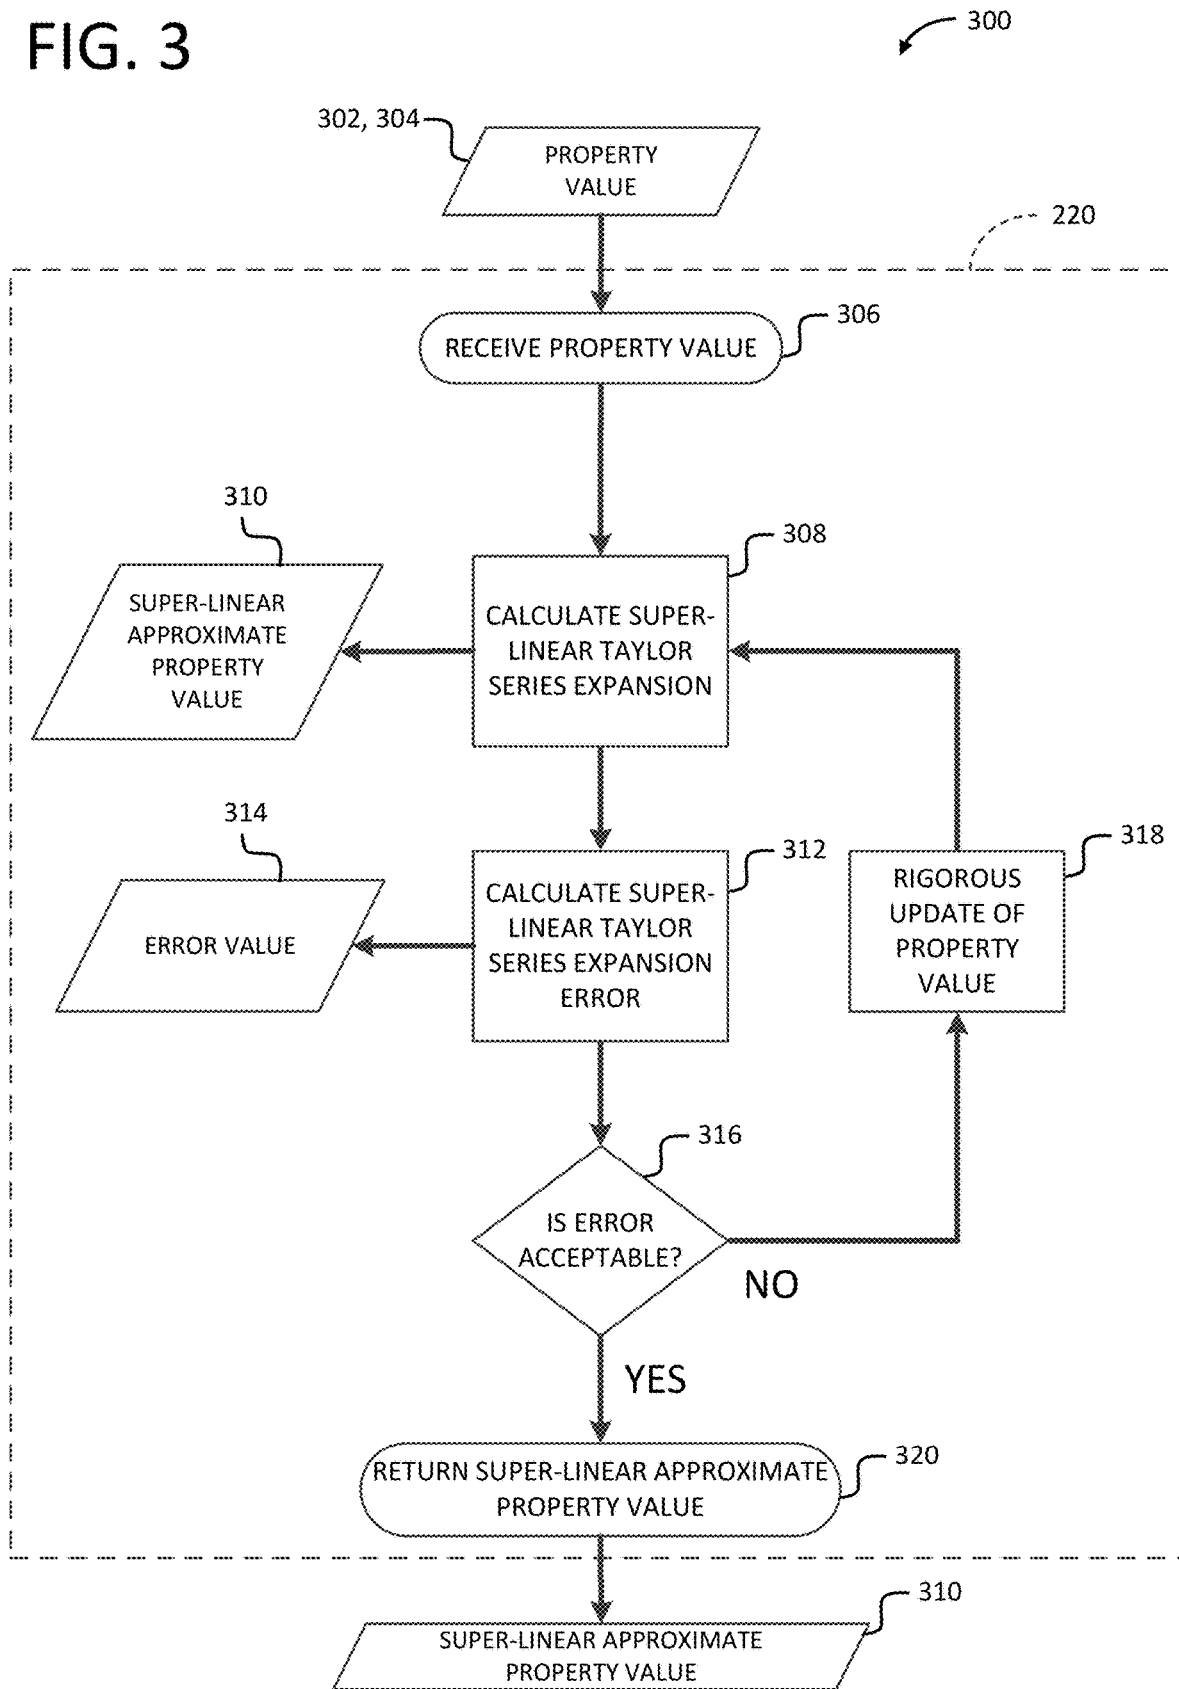 FIG. 3
300
302, 304
PROPERTY
VALUE
220
306
RECEIVE PROPERTY VALUE
310
308
SUPER-LINEAR
APPROXIMATE
PROPERTY
VALUE
CALCULATE SUPER-
LINEAR TAYLOR
SERIES EXPANSION
314
312
318
ERROR VALUE
CALCULATE SUPER-
LINEAR TAYLOR
SERIES EXPANSION
ERROR
RIGOROUS
UPDATE OF
PROPERTY
VALUE
316
IS ERROR
ACCEPTABLE?
NO
YES
320
RETURN SUPER-LINEAR APPROXIMATE
PROPERTY VALUE
310
SUPER-LINEAR APPROXIMATE
PROPERTY VALUE